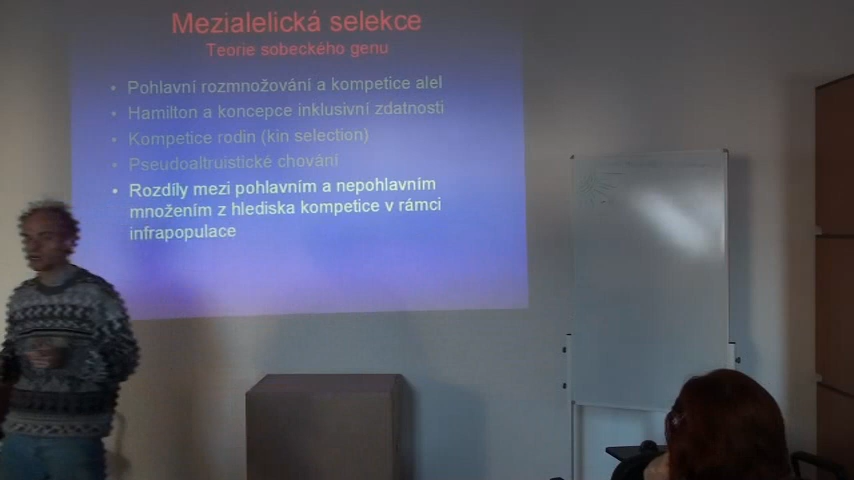 Mezialelická selekce
Teorie sobeckého genu
• Pohlavní rozmnožování a kompetice alel
• Hamilton a koncepce inklusivní zdatnosti
• Kompetice rodin (kin selection)
• Pseudoaltruistické chování
• Rozdíly mezi pohlavním a nepohlavním
množením z hlediska kompetice v rámci
infrapopulace